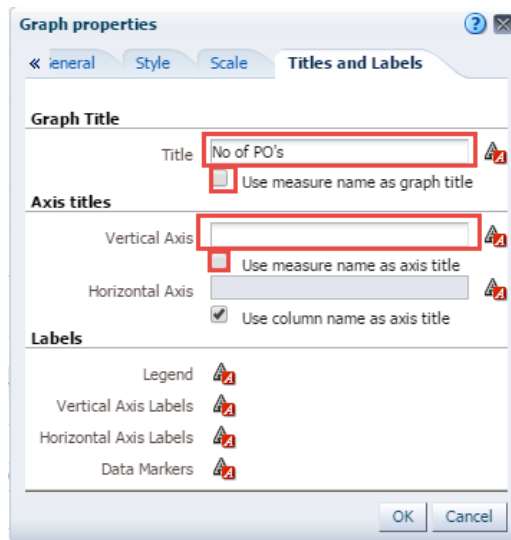 Graph properties
« General Style Scale Titles and Labels
Graph Title
Title No of PO's
Use measure name as graph title
Axis titles
Vertical Axis
Use measure name as axis title
Horizontal Axis
Use column name as axis title
Labels
Legend
Vertical Axis Labels
Horizontal Axis Labels
Data Markers
OK Cancel